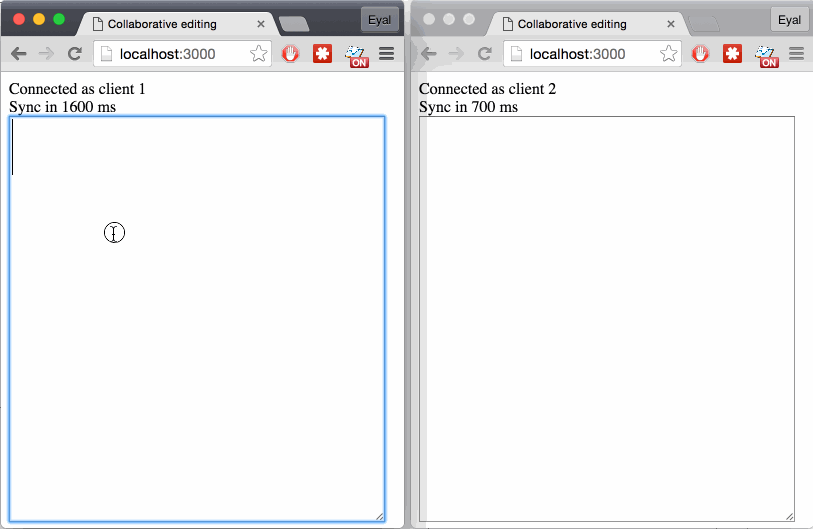 Collaborative editing
Eyal
localhost:3000
ON
Connected as client 1
Sync in 1600 ms
Collaborative editing
Eyal
localhost:3000
ON
Connected as client 2
Sync in 700 ms